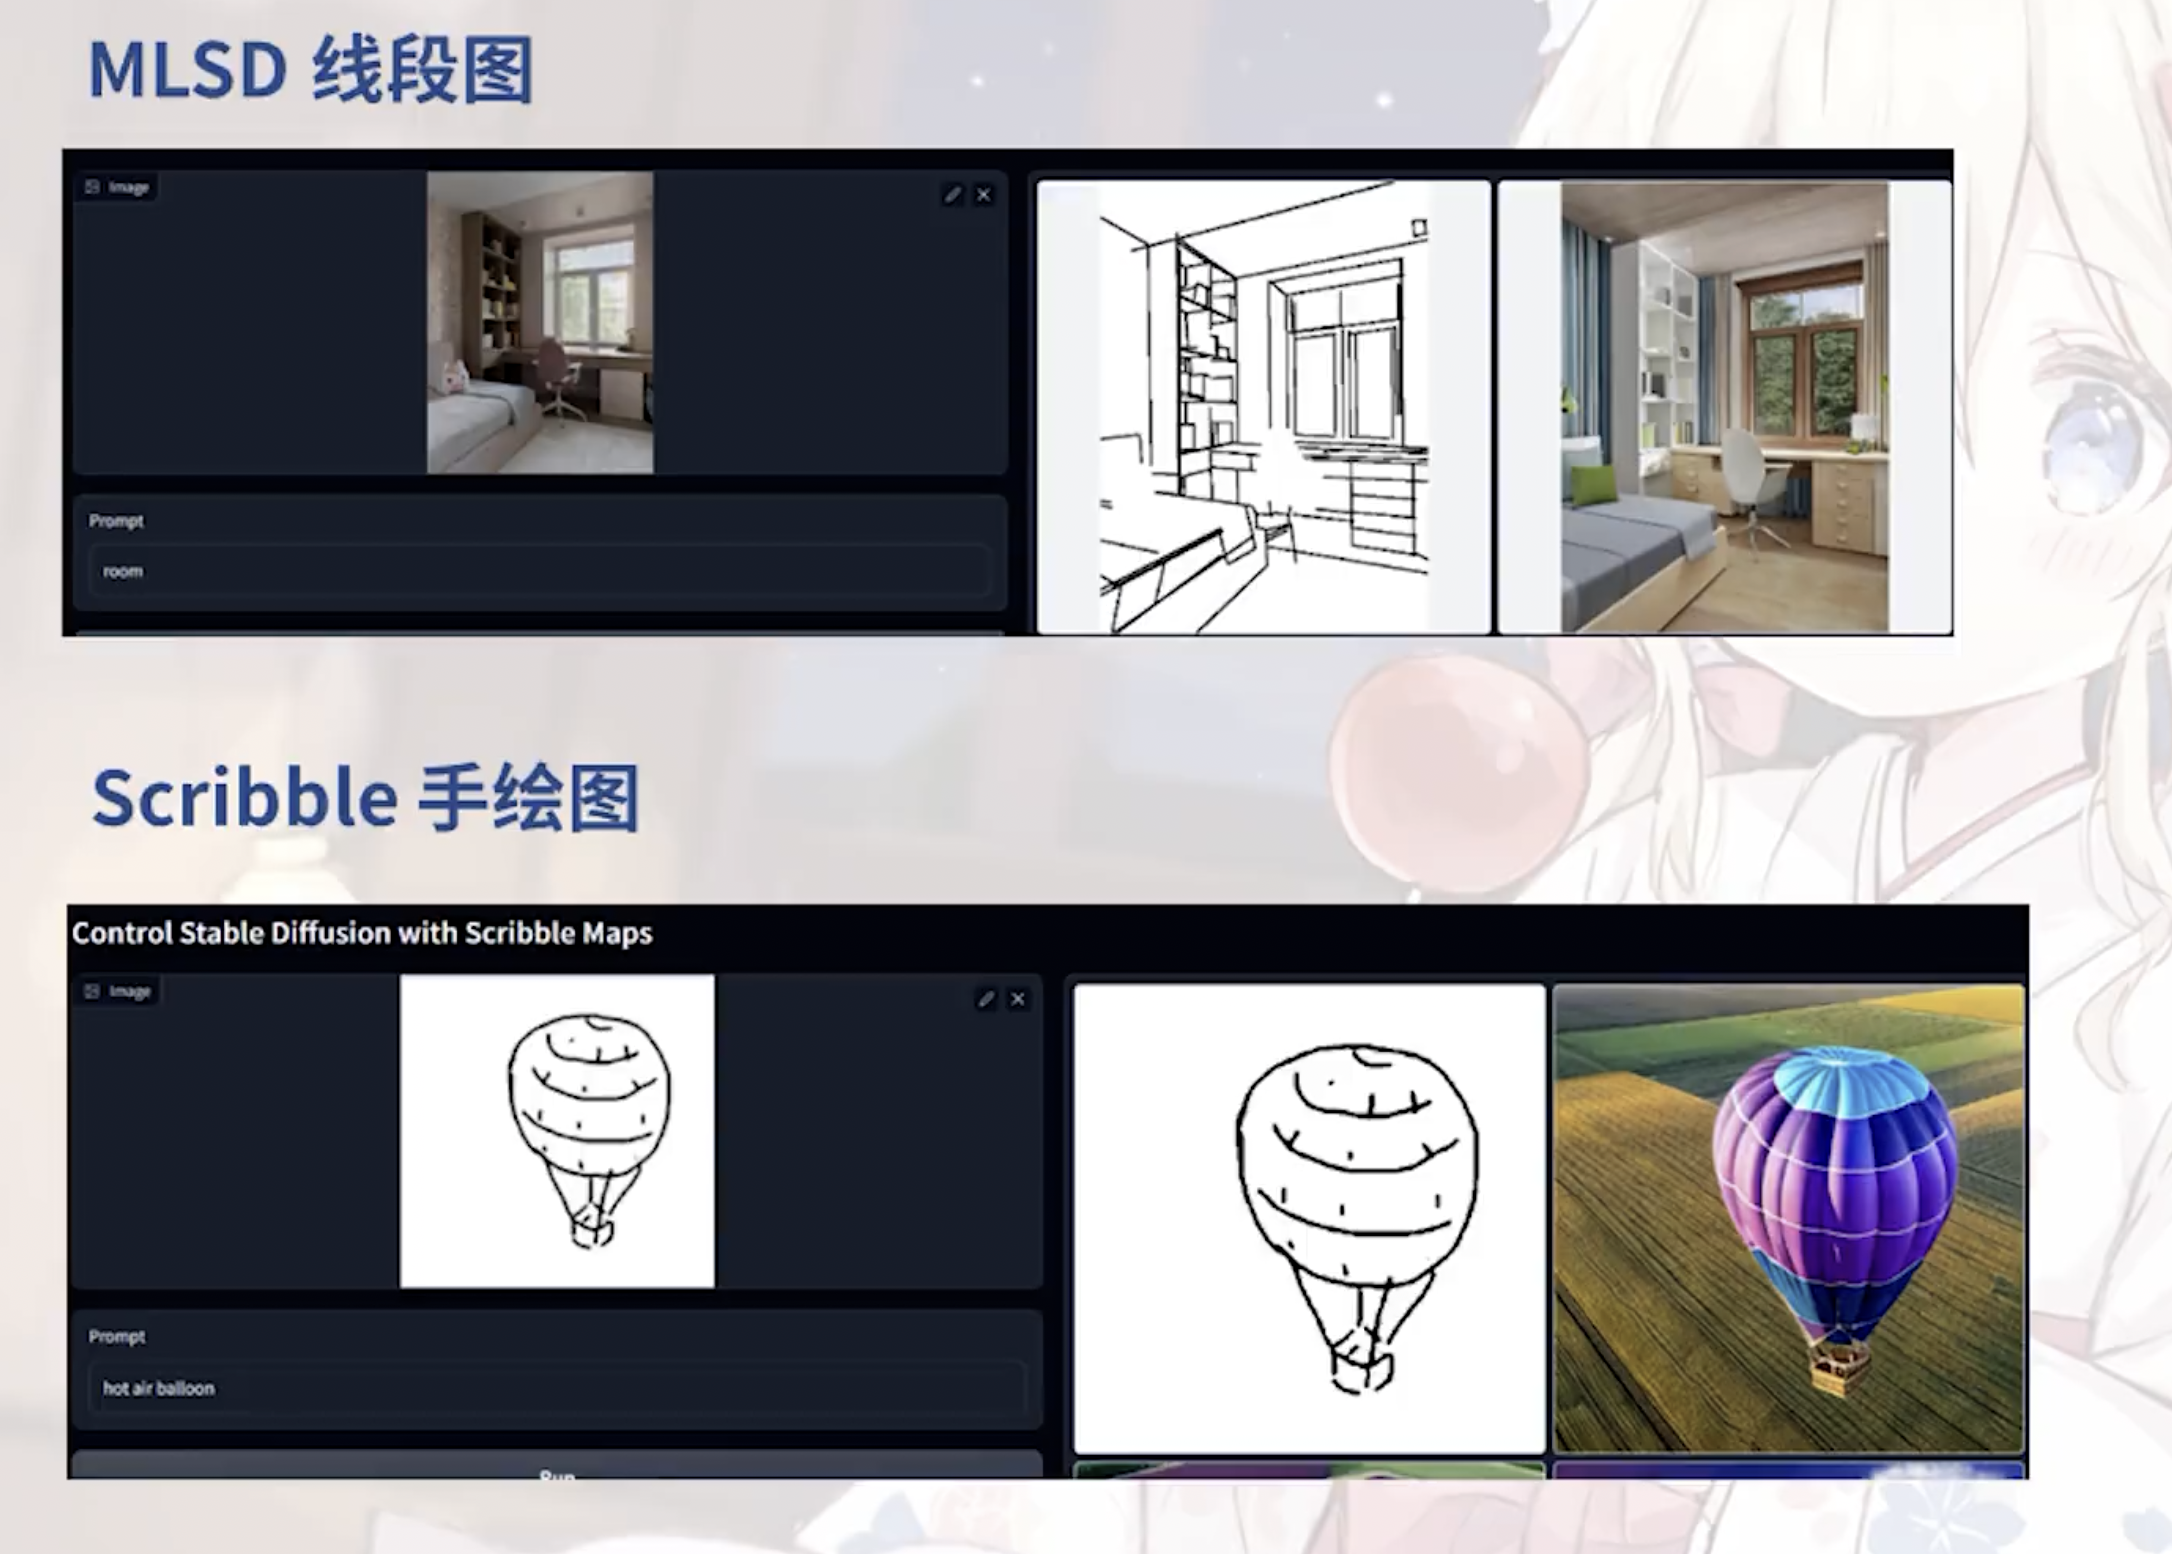 MLSD 线段图
Image
Prompt
room
Scribble 手绘图
Control Stable Diffusion with Scribble Maps
Image
Prompt
hot air balloon
Run